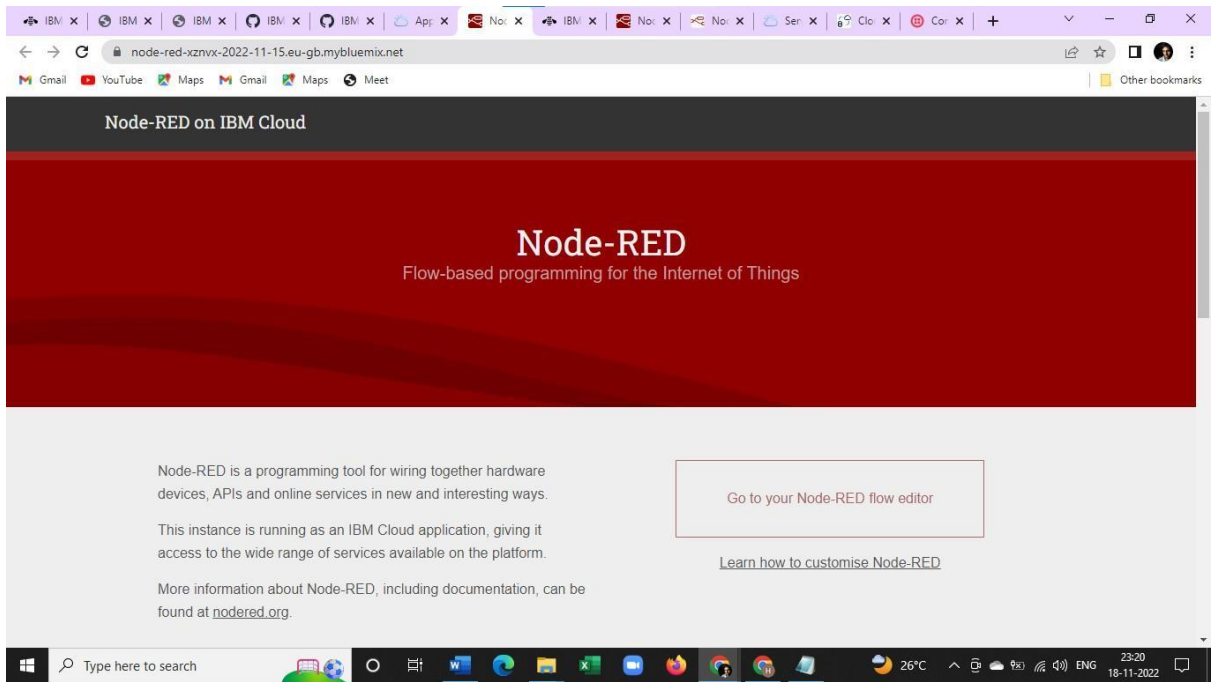 IBM IBM IBM IBM IBM App Noc IBM Noc Noc Ser Clo Cor
node-red-xznvx-2022-11-15.eu-gb.mybluemix.net
Gmail YouTube Maps Gmail Maps Meet Other bookmarks
Node-RED on IBM Cloud
Node-RED
Flow-based programming for the Internet of Things
Node-RED is a programming tool for wiring together hardware
devices, APIs and online services in new and interesting ways.
This instance is running as an IBM Cloud application, giving it
access to the wide range of services available on the platform.
More information about Node-RED, including documentation, can be
found at nodered.org.
Go to your Node-RED flow editor
Learn how to customise Node-RED
Type here to search
26°C ENG
23:20
18-11-2022